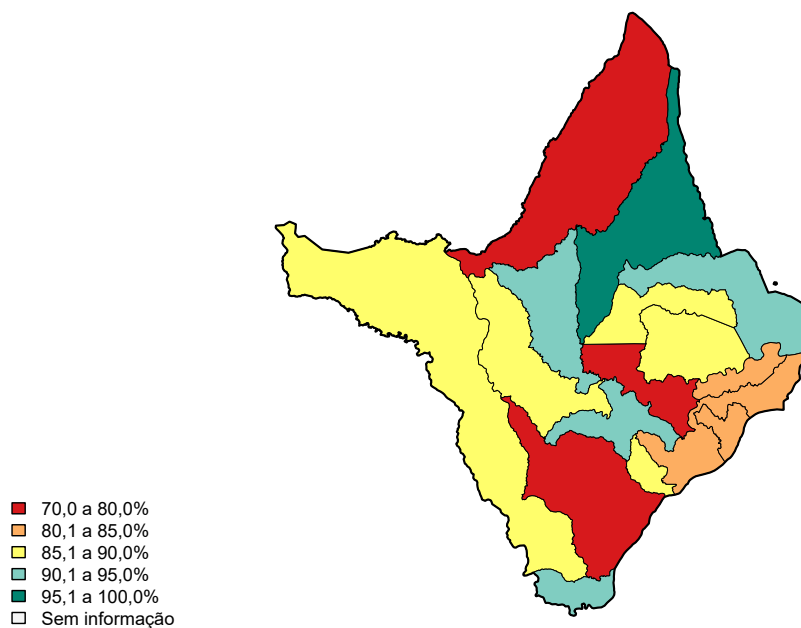 70,0 a 80,0%
80,1 a 85,0%
85,1 a 90,0%
90,1 a 95,0%
95,1 a 100,0%
Sem informação